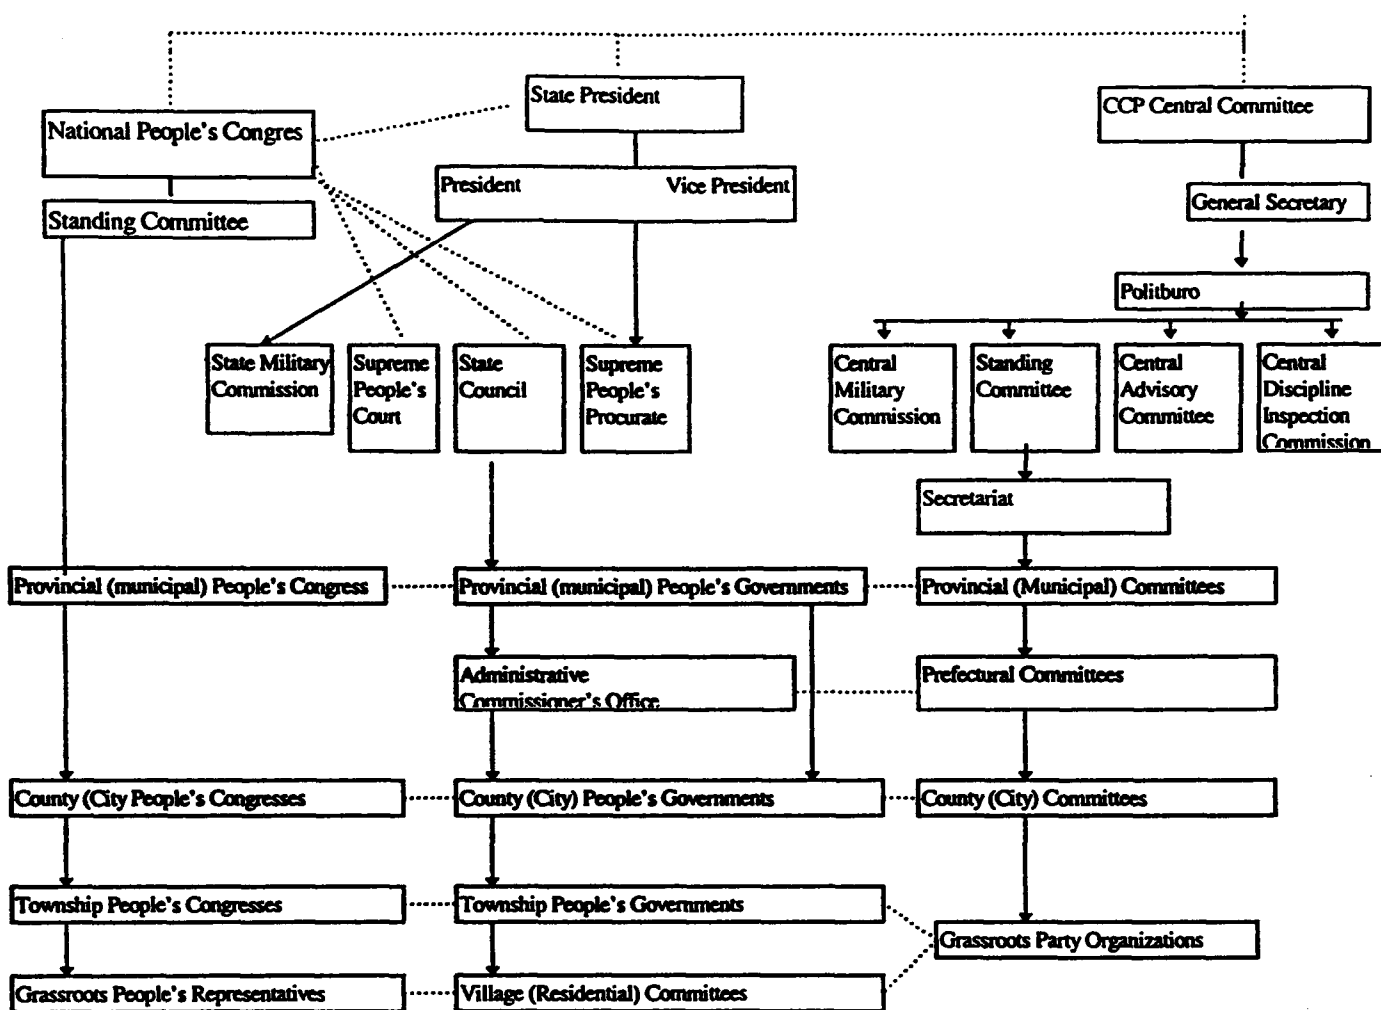 State President
CCP Central Committee
National People's Congres
President Vice President
General Secretary
Standing Committee
Politburo
State Military
Commission
Supreme
People's
Court
State
Council
Supreme
People's
Procurate
Central
Military
Commission
Standing
Committee
Central
Advisory
Committee
Central
Discipline
Inspection
Commission
Secretariat
Provincial (municipal) People's Congress
Provincial (municipal) People's Governments
Provincial (Municipal) Committees
Administrative
Commissioner's Office
Prefectural Committees
County (City People's Congresses
County (City) People's Governments
County (City) Committees
Township People's Congresses
Township People's Governments
Grassroots Party Organizations
Grassroots People's Representatives
Village (Residential) Committees